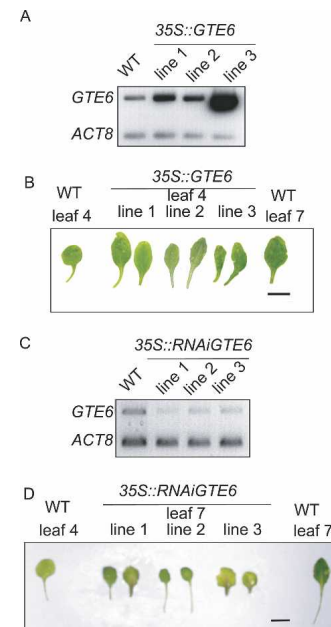 A
35S::GTE6
WT line 1 line 2 line 3
GTE6
ACT8
B
35S::GTE6
WT leaf 4 WT
leaf 4 line 1 line 2 line 3 leaf 7
C
35S::RNAiGTE6
WT line 1 line 2 line 3
GTE6
ACT8
D
35S::RNAiGTE6
WT leaf 7 WT
leaf 4 line 1 line 2 line 3 leaf 7